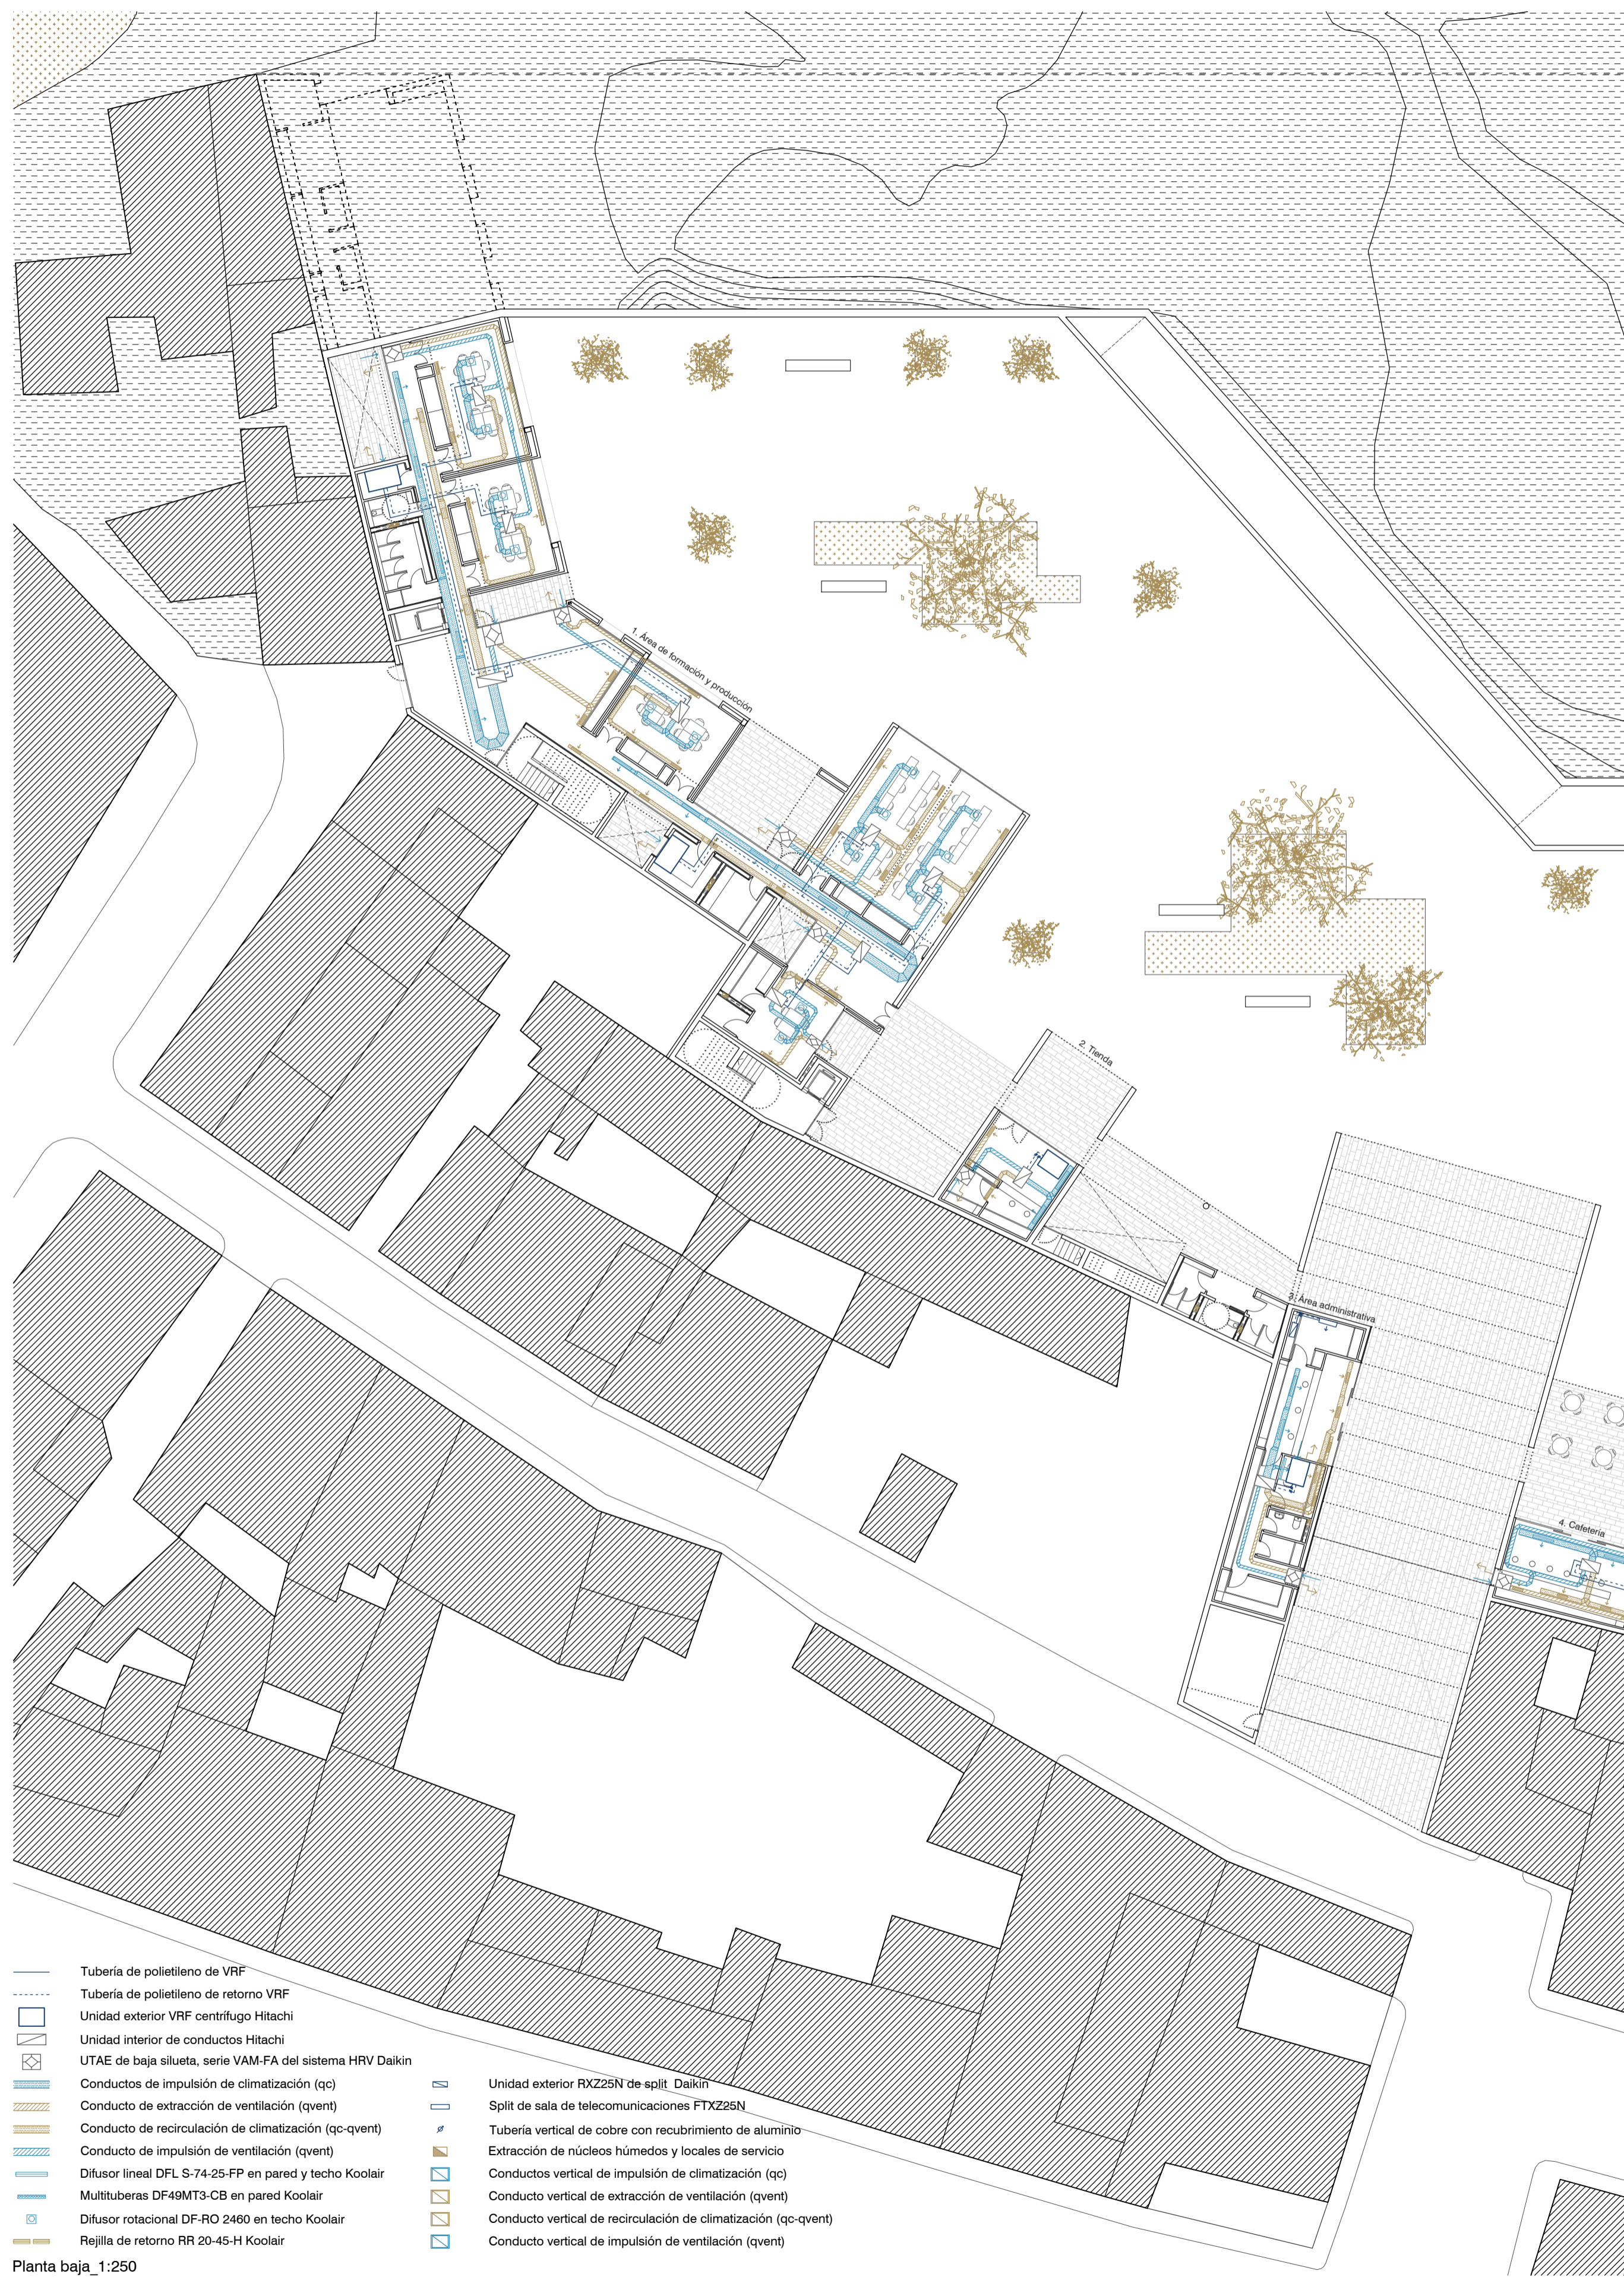 1. Área de formación y producción
2. Tienda
3. Área administrativa
4. Cafetería
Tubería de polietileno de VRF
Tubería de polietileno de retorno VRF
Unidad exterior VRF centrífugo Hitachi
Unidad interior de conductos Hitachi
UTAE de baja silueta, serie VAM-FA del sistema HRV Daikin
Conductos de impulsión de climatización (qc)
Conducto de extracción de ventilación (qvent)
Conducto de recirculación de climatización (qc-qvent)
Conducto de impulsión de ventilación (qvent)
Difusor lineal DFL S-74-25-FP en pared y techo Koolair
Multituberas DF49MT3-CB en pared Koolair
Difusor rotacional DF-RO 2460 en techo Koolair
Rejilla de retorno RR 20-45-H Koolair
Unidad exterior RXZ25N de split Daikin
Split de sala de telecomunicaciones FTXZ25N
Tubería vertical de cobre con recubrimiento de aluminio
Extracción de núcleos húmedos y locales de servicio
Conductos vertical de impulsión de climatización (qc)
Conducto vertical de extracción de ventilación (qvent)
Conducto vertical de recirculación de climatización (qc-qvent)
Conducto vertical de impulsión de ventilación (qvent)
Planta baja_1:250